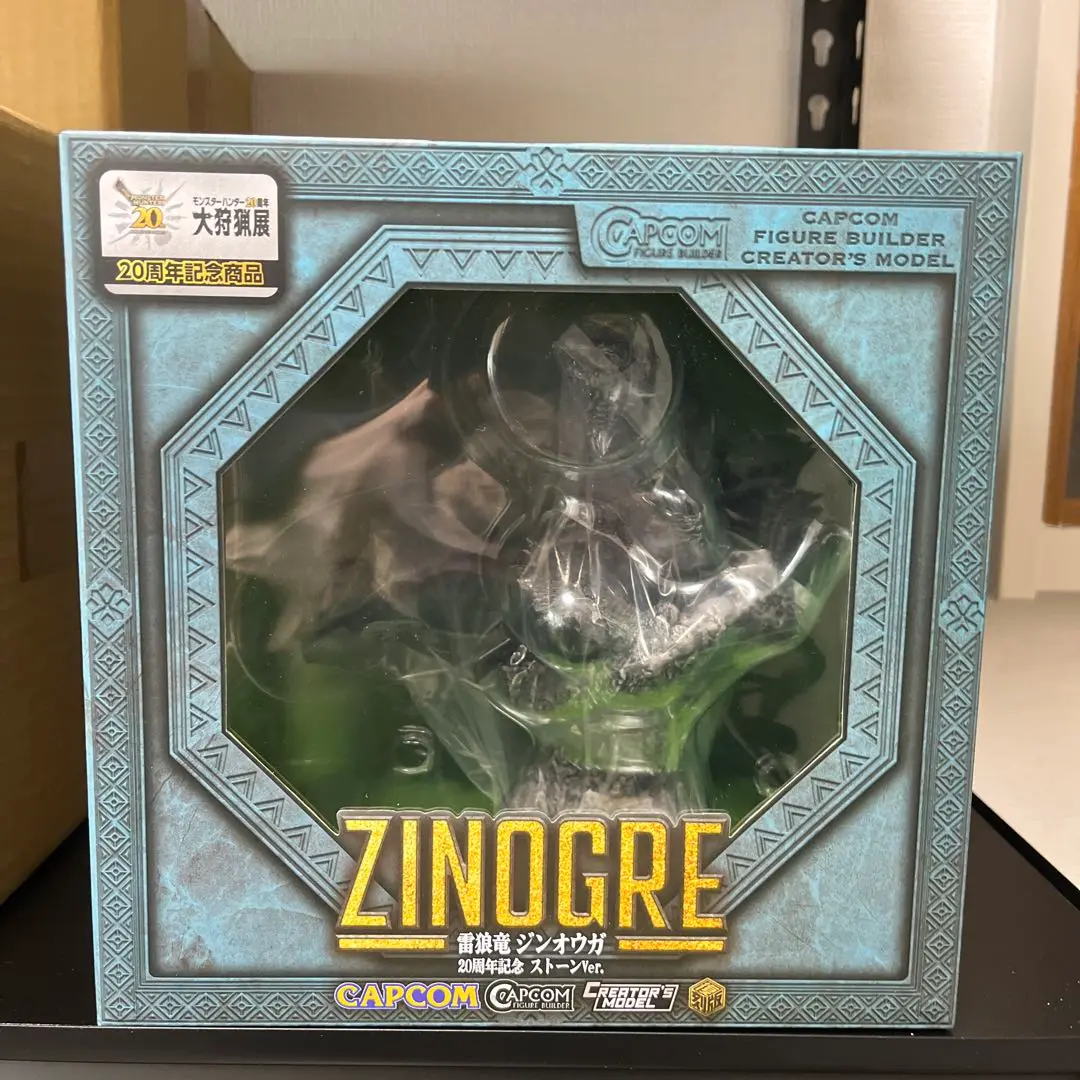 MONSTER HUNTER
20
モンスターハンター20周年
大狩猟展
20周年記念商品
CAPCOM
FIGURE BUILDER
CAPCOM
FIGURE BUILDER
CREATOR'S MODEL
ZINOGRE
雷狼竜 ジンオウガ
20周年記念 ストーンVer.
CAPCOM CAPCOM FIGURE BUILDER CREATOR'S MODEL